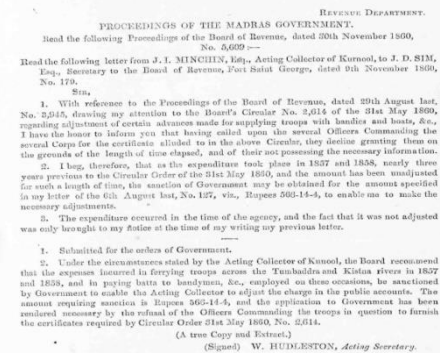 REVENUE DEPARTMENT.
PROCEEDINGS OF THE MADRAS GOVERNMENT.
Read the following Proceedings of the Board of Revenue, dated 30th November 1860,
No. 5,609 :—
Read the following letter from J. I. MINCHIN, Esq., Acting Collector of Kurnool, to J. D. SIM,
Esq., Secretary to the Board of Revenue, Fort Saint George, dated 9th November 1860,
No. 179.
SIR,
1. With reference to the Proceedings of the Board of Revenue, dated 29th August last,
No. 3,945, drawing my attention to the Board's Circular No. 2,614 of the 31st May 1860,
regarding adjustment of certain advances made for supplying troops with bandies and boats, &c.,
I have the honor to inform you that having called upon the several Officers Commanding the
several Corps for the certificate alluded to in the above Circular, they decline granting them on
the grounds of the length of time elapsed, and of their not possessing the necessary information.
2. I beg, therefore, that as the expenditure took place in 1857 and 1858, nearly three
years previous to the Circular Order of the 31st May 1860, and the amount has been unadjusted
for such a length of time, the sanction of Government may be obtained for the amount specified
in my letter of the 6th August last, No. 127, viz., Rupees 566-14-4, to enable me to make the
necessary adjustments.
3. The expenditure occurred in the time of the agency, and the fact that it was not adjusted
was only brought to my notice at the time of my writing my previous letter.
1. Submitted for the orders of Government.
2. Under the circumstances stated by the Acting Collector of Kunool, the Board recommend
that the expenses incurred in ferrying troops across the Tumbaddra and Kistna rivers in 1857
and 1858, and in paying batta to bandymen, &c., employed on these occasions, be sanctioned
by Government to enable the Acting Collector to adjust the charge in the public accounts. The
amount requiring sanction is Rupees 566-14-4, and the application to Government has been
rendered necessary by the refusal of the Officers Commanding the troops in question to furnish
the certificates required by Circular Order 31st May 1860, No. 2,614.
(A true Copy and Extract.)
(Signed) W. HUDLESTON, Acting Secretary.